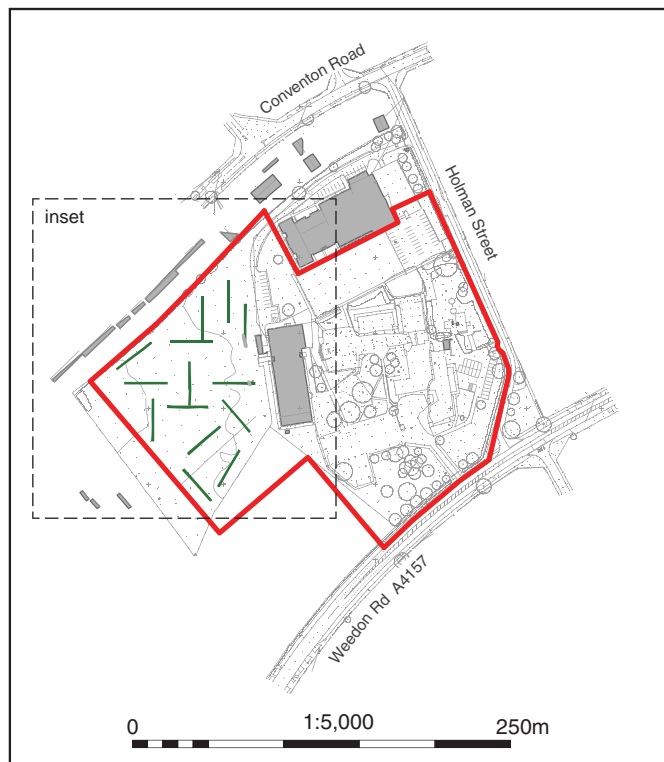 Conventon Road
Holman Street
inset
Weedon Rd A4157
0 1:5,000 250m